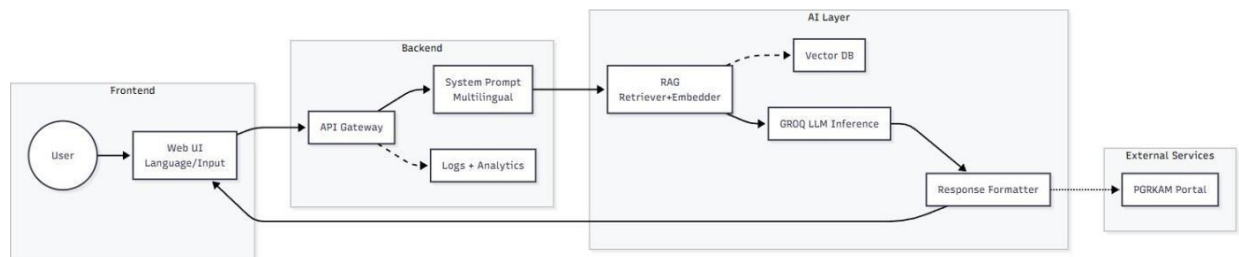 Frontend
User
Web UI
Language/Input
Backend
API Gateway
System Prompt
Multilingual
Logs + Analytics
AI Layer
RAG
Retriever+Embedder
Vector DB
GROQ LLM Inference
Response Formatter
External Services
PGRKAM Portal